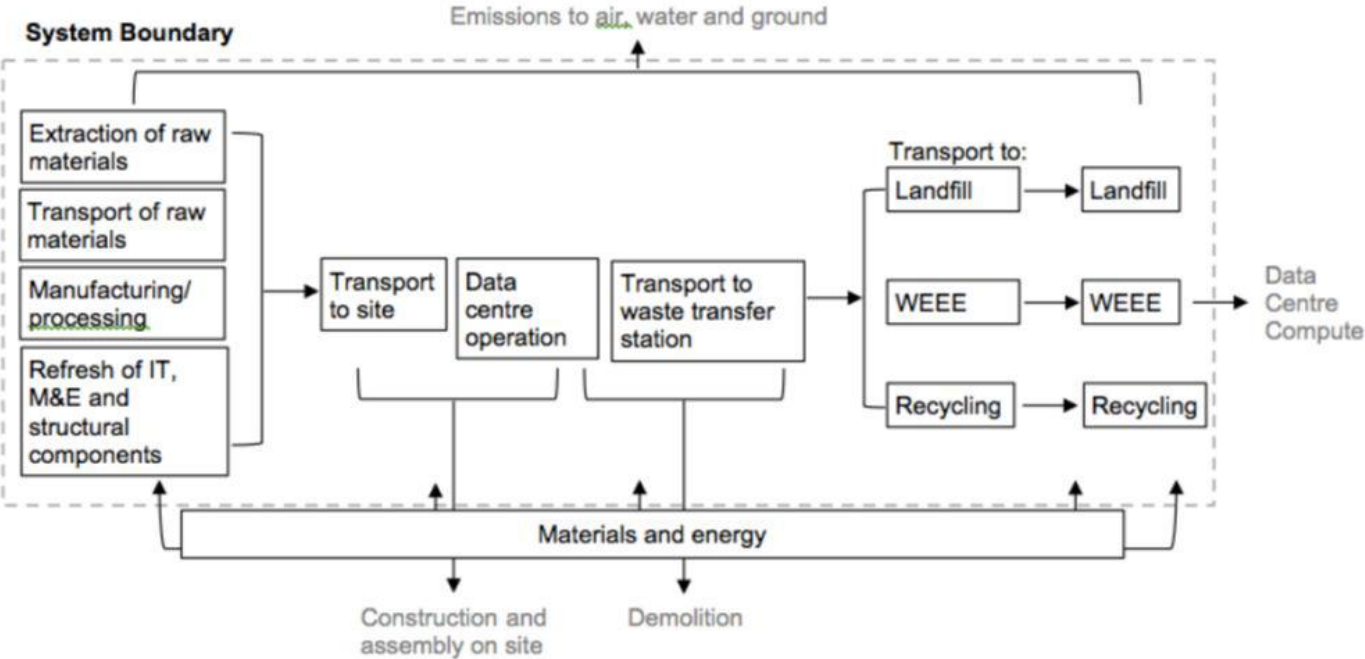 Emissions to air, water and ground
System Boundary
Extraction of raw
materials
Transport of raw
materials
Manufacturing/
processing
Refresh of IT,
M&E and
structural
components
Transport
to site
Data
centre
operation
Transport to
waste transfer
station
Transport to:
Landfill
Landfill
WEEE
WEEE
Recycling
Recycling
Data
Centre
Compute
Materials and energy
Construction and
assembly on site
Demolition